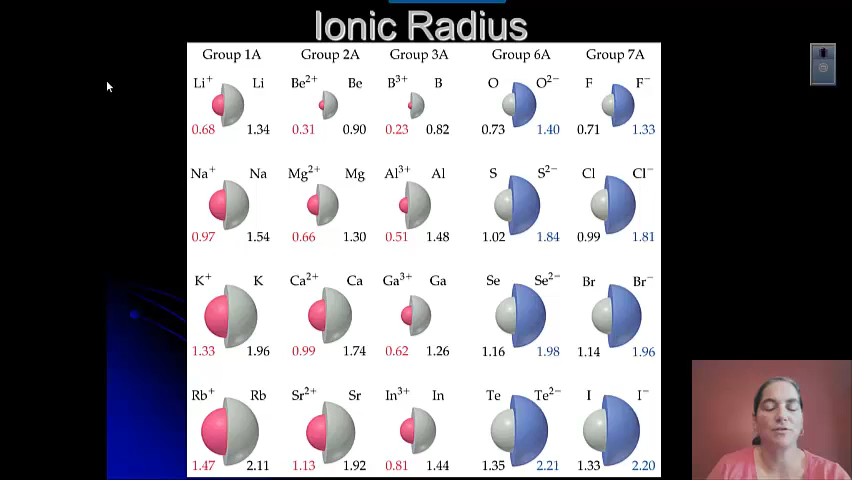 Ionic Radius
Group 1A Group 2A Group 3A Group 6A Group 7A
Li⁺ Li Be²⁺ Be B³⁺ B O O²⁻ F F⁻
0.68 1.34 0.31 0.90 0.23 0.82 0.73 1.40 0.71 1.33
Na⁺ Na Mg²⁺ Mg Al³⁺ Al S S²⁻ Cl Cl⁻
0.97 1.54 0.66 1.30 0.51 1.48 1.02 1.84 0.99 1.81
K⁺ K Ca²⁺ Ca Ga³⁺ Ga Se Se²⁻ Br Br⁻
1.33 1.96 0.99 1.74 0.62 1.26 1.16 1.98 1.14 1.96
Rb⁺ Rb Sr²⁺ Sr In³⁺ In Te Te²⁻ I I⁻
1.47 2.11 1.13 1.92 0.81 1.44 1.35 2.21 1.33 2.20